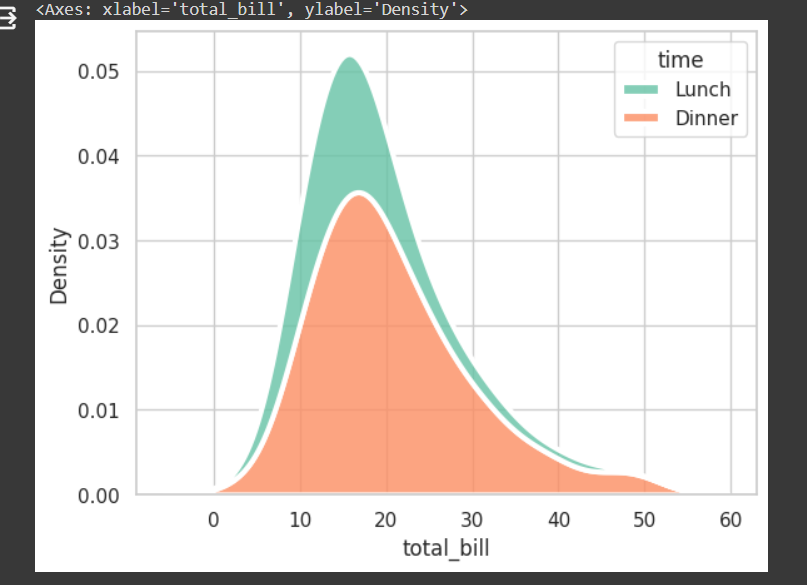 <Axes: xlabel='total_bill', ylabel='Density'>
time
Lunch
Dinner
Density
0.05
0.04
0.03
0.02
0.01
0.00
0 10 20 30 40 50 60
total_bill